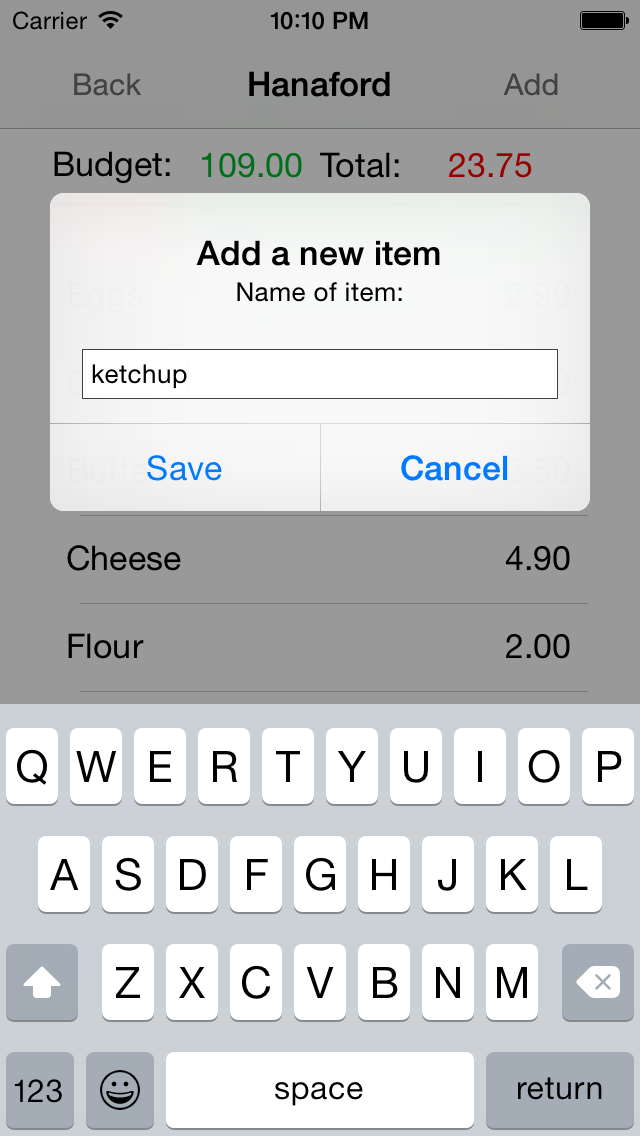 Carrier 10:10 PM
Back Hanaford Add
Budget: 109.00 Total: 23.75
Add a new item
Name of item:
Eggs 2.99
ketchup
Save Cancel
Cheese 4.90
Flour 2.00
Q W E R T Y U I O P
A S D F G H J K L
Z X C V B N M
123 space return